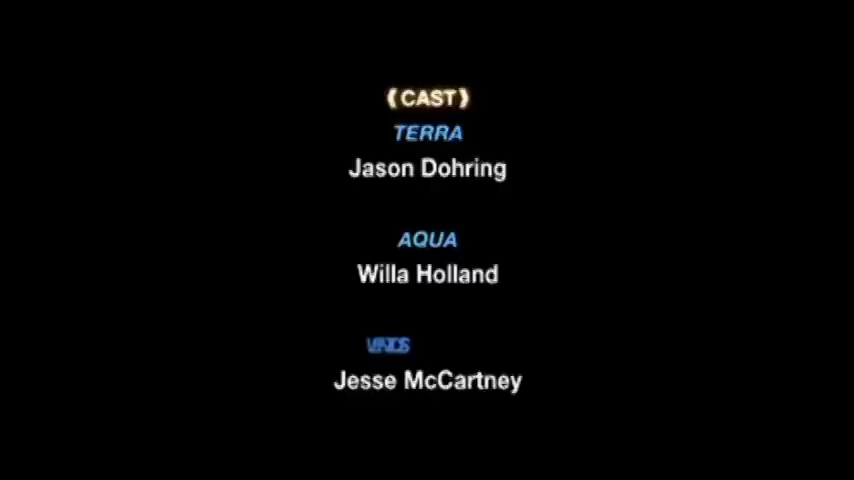 ❨CAST❩
TERRA
Jason Dohring
AQUA
Willa Holland
Jesse McCartney